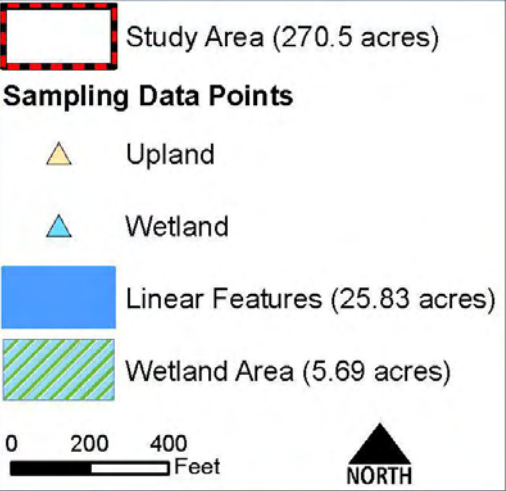 Study Area (270.5 acres)
Sampling Data Points
Upland
Wetland
Linear Features (25.83 acres)
Wetland Area (5.69 acres)
0 200 400
Feet
NORTH